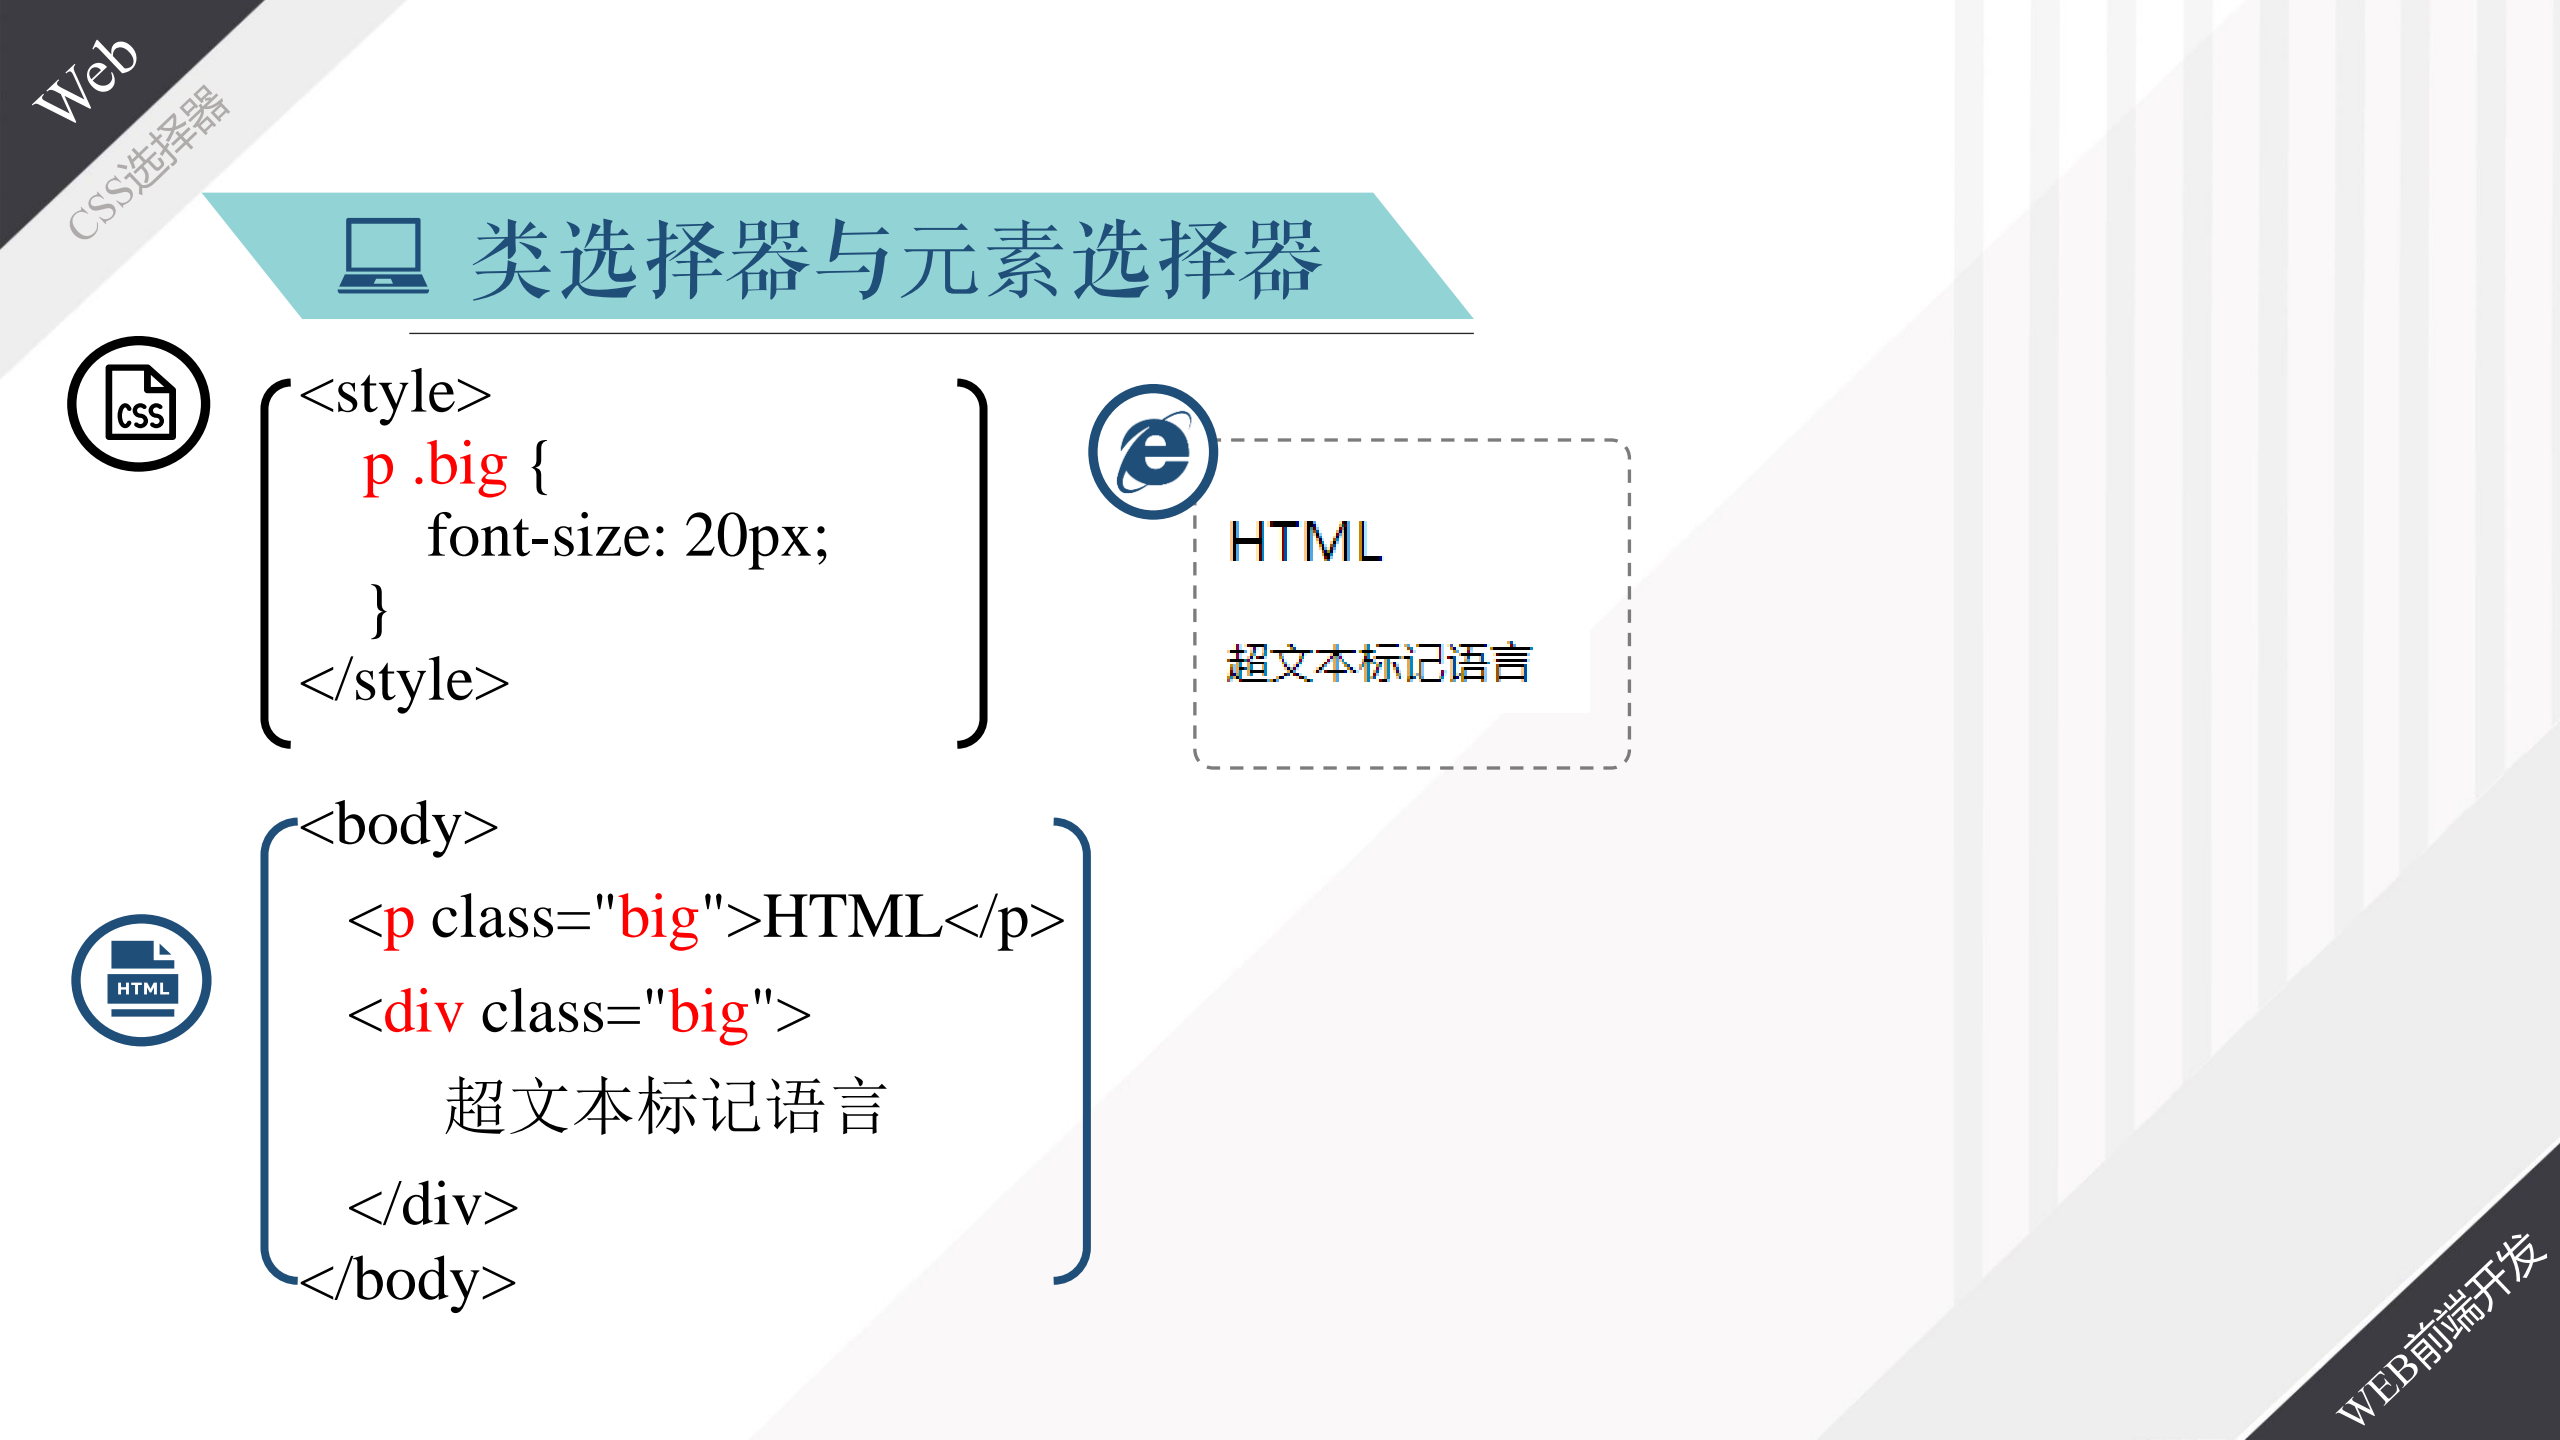 Web
CSS选择器
类选择器与元素选择器
CSS
<style>
p .big {
font-size: 20px;
}
</style>
HTML
超文本标记语言
<body>
<p class="big">HTML</p>
<div class="big">
超文本标记语言
</div>
</body>
HTML
WEB前端开发